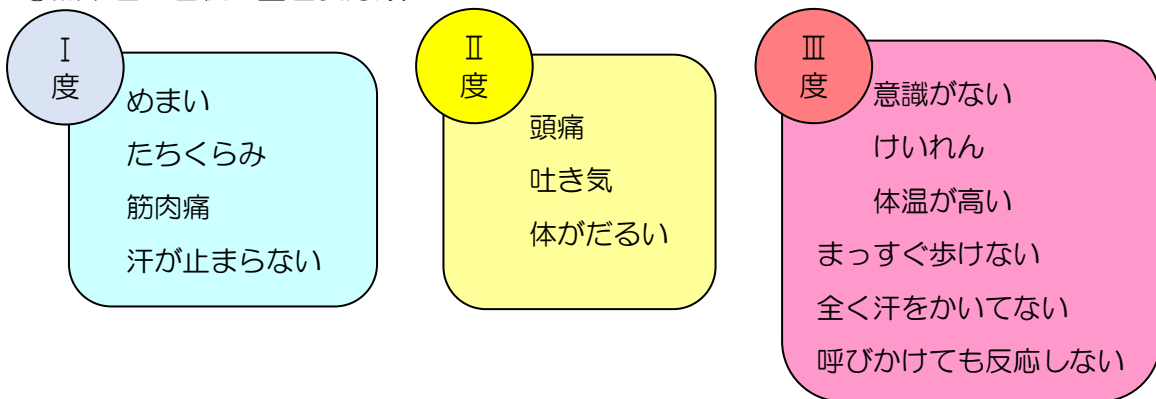 Ⅰ
度
めまい
たちくらみ
筋肉痛
汗が止まらない
Ⅱ
度
頭痛
吐き気
体がだるい
Ⅲ
度
意識がない
けいれん
体温が高い
まっすぐ歩けない
全く汗をかいてない
呼びかけても反応しない